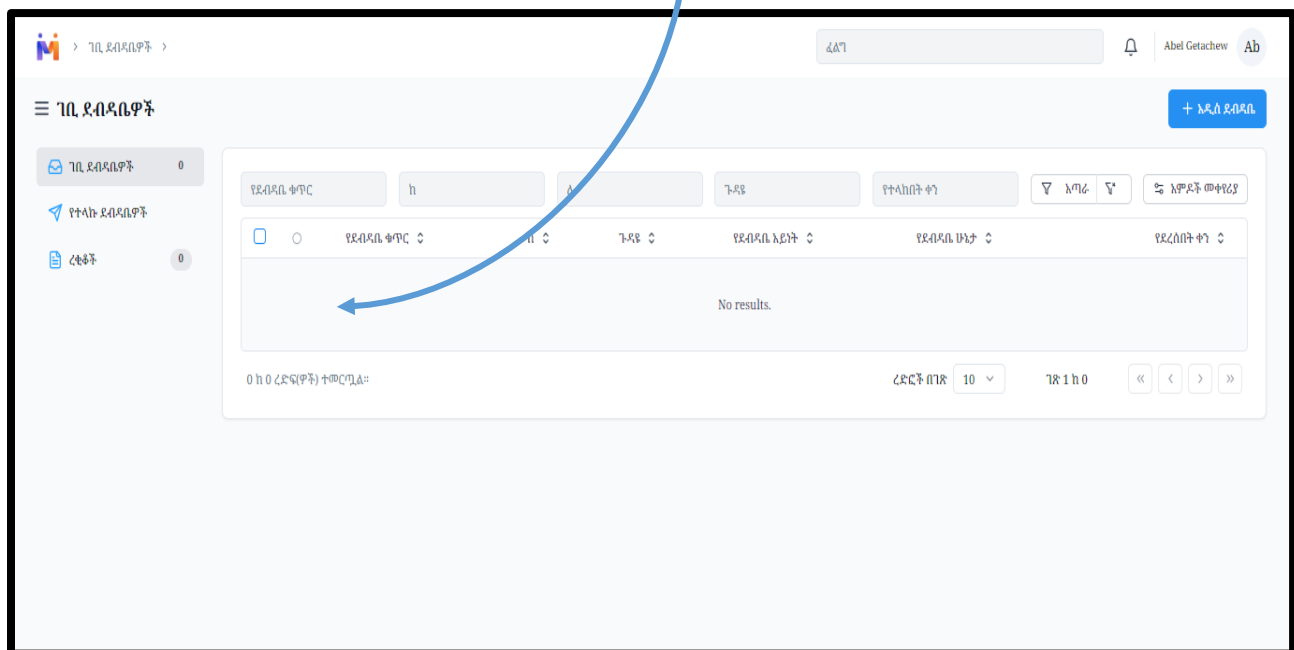 > ገቢ ደብዳቤዎች >
ፈልግ
Abel Getachew Ab
ገቢ ደብዳቤዎች
+ አዲስ ደብዳቤ
ገቢ ደብዳቤዎች 0
የተላኩ ደብዳቤዎች
ረቂቆች 0
የደብዳቤ ቁጥር ከ ለ ጉዳዩ የተላከበት ቀን አጣራ አምዶች መቀየሪያ
የደብዳቤ ቁጥር ከ ጉዳዩ የደብዳቤ አይነት የደብዳቤ ሁኔታ የደረሰበት ቀን
No results.
0 ከ 0 ረድፍ(ዎች) ተመርጧል።
ረድፎች በገጽ 10 ገጽ 1 ከ 0